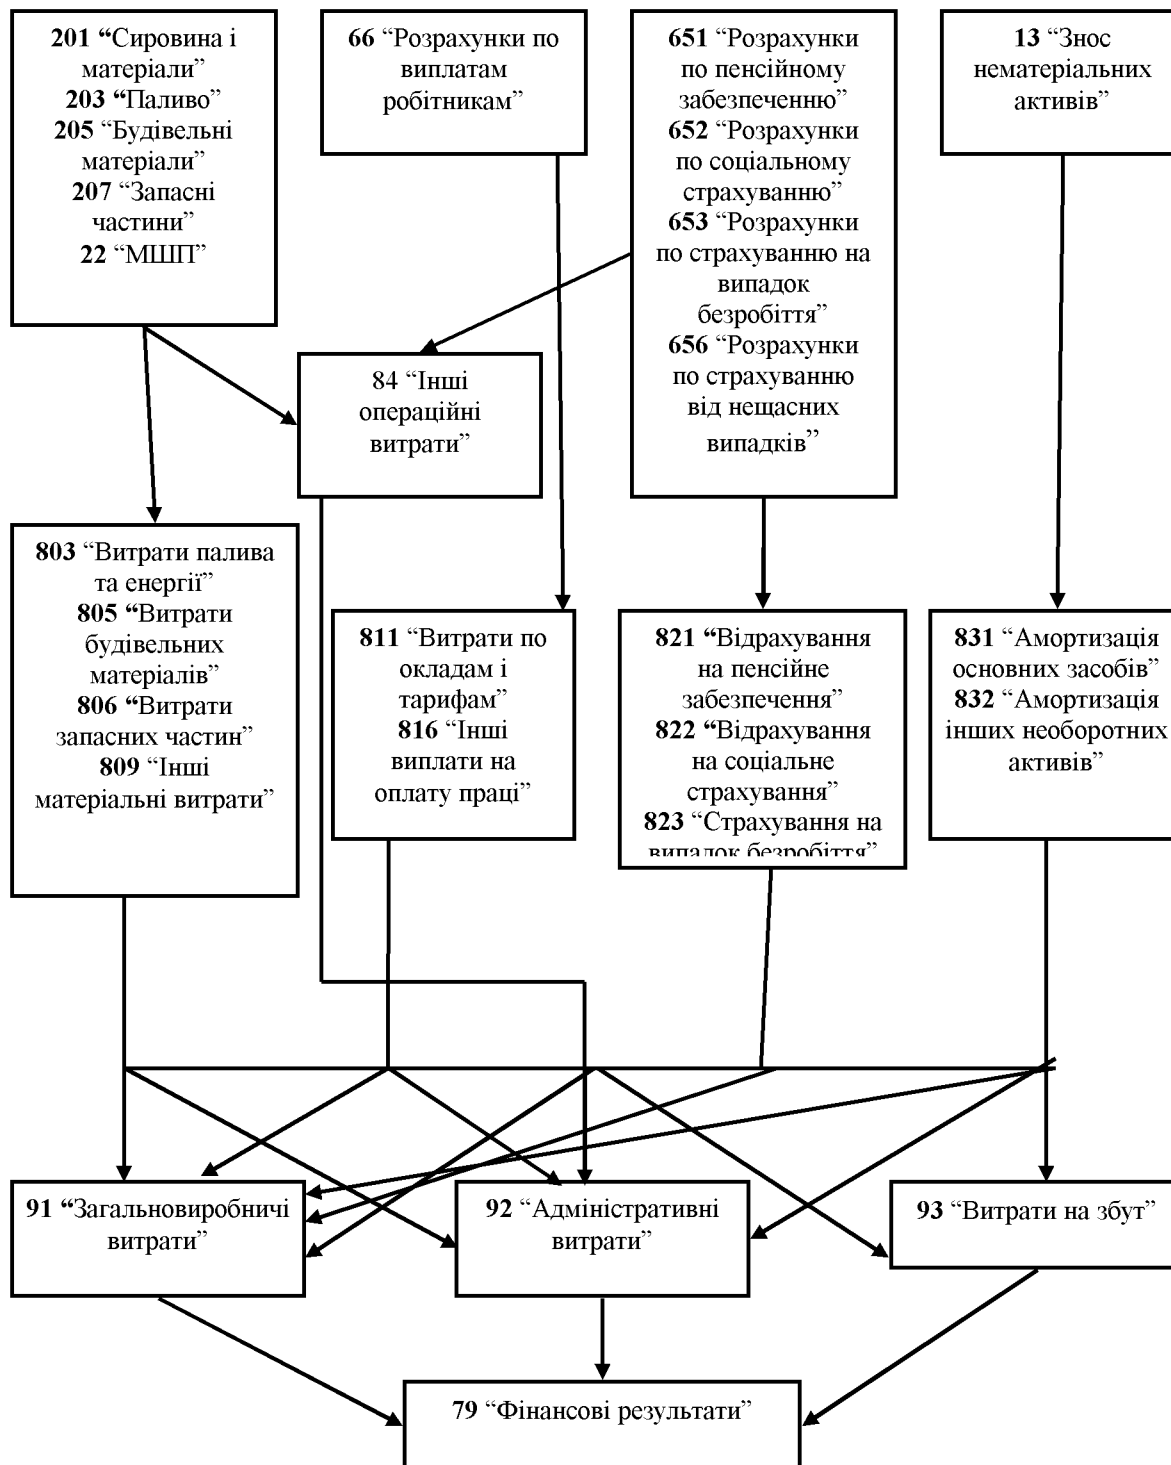 201 “Сировина і
матеріали”
203 “Паливо”
205 “Будівельні
матеріали”
207 “Запасні
частини”
22 “МШП”
66 “Розрахунки по
виплатам
робітникам”
651 “Розрахунки
по пенсійному
забезпеченню”
652 “Розрахунки
по соціальному
страхуванню”
653 “Розрахунки
по страхуванню на
випадок
безробіття”
656 “Розрахунки
по страхуванню
від нещасних
випадків”
13 “Знос
нематеріальних
активів”
84 “Інші
операційні
витрати”
803 “Витрати палива
та енергії”
805 “Витрати
будівельних
матеріалів”
806 “Витрати
запасних частин”
809 “Інші
матеріальні витрати”
811 “Витрати по
окладам і
тарифам”
816 “Інші
виплати на
оплату праці”
821 “Відрахування
на пенсійне
забезпечення”
822 “Відрахування
на соціальне
страхування”
823 “Страхування на
випадок безробіття”
831 “Амортизація
основних засобів”
832 “Амортизація
інших необоротних
активів”
91 “Загальновиробничі
витрати”
92 “Адміністративні
витрати”
93 “Витрати на збут”
79 “Фінансові результати”